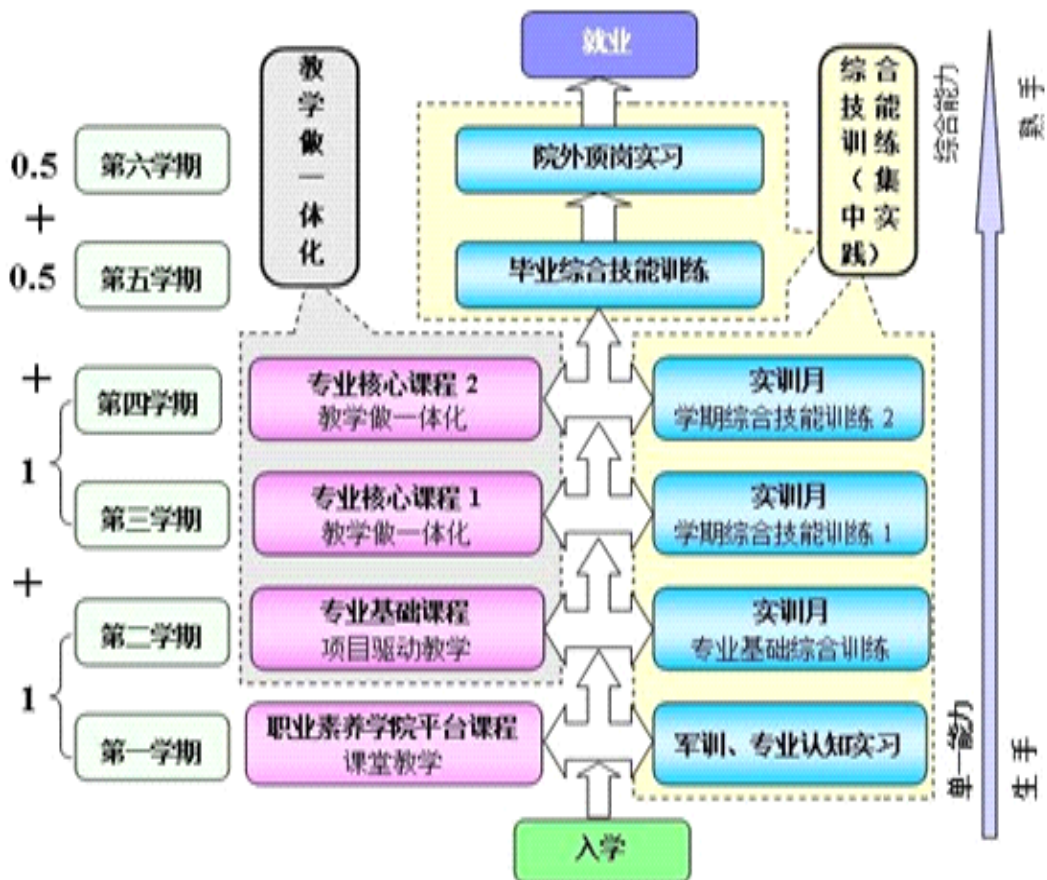 就业
教学做一体化
综合技能训练（集中实践）
综合能力
熟手
0.5
第六学期
院外顶岗实习
+
0.5
第五学期
毕业综合技能训练
+
第四学期
专业核心课程 2
教学做一体化
实训月
学期综合技能训练 2
1
第三学期
专业核心课程 1
教学做一体化
实训月
学期综合技能训练 1
+
第二学期
专业基础课程
项目驱动教学
实训月
专业基础综合训练
1
第一学期
职业素养学院平台课程
课堂教学
军训、专业认知实习
单一能力
生手
入学